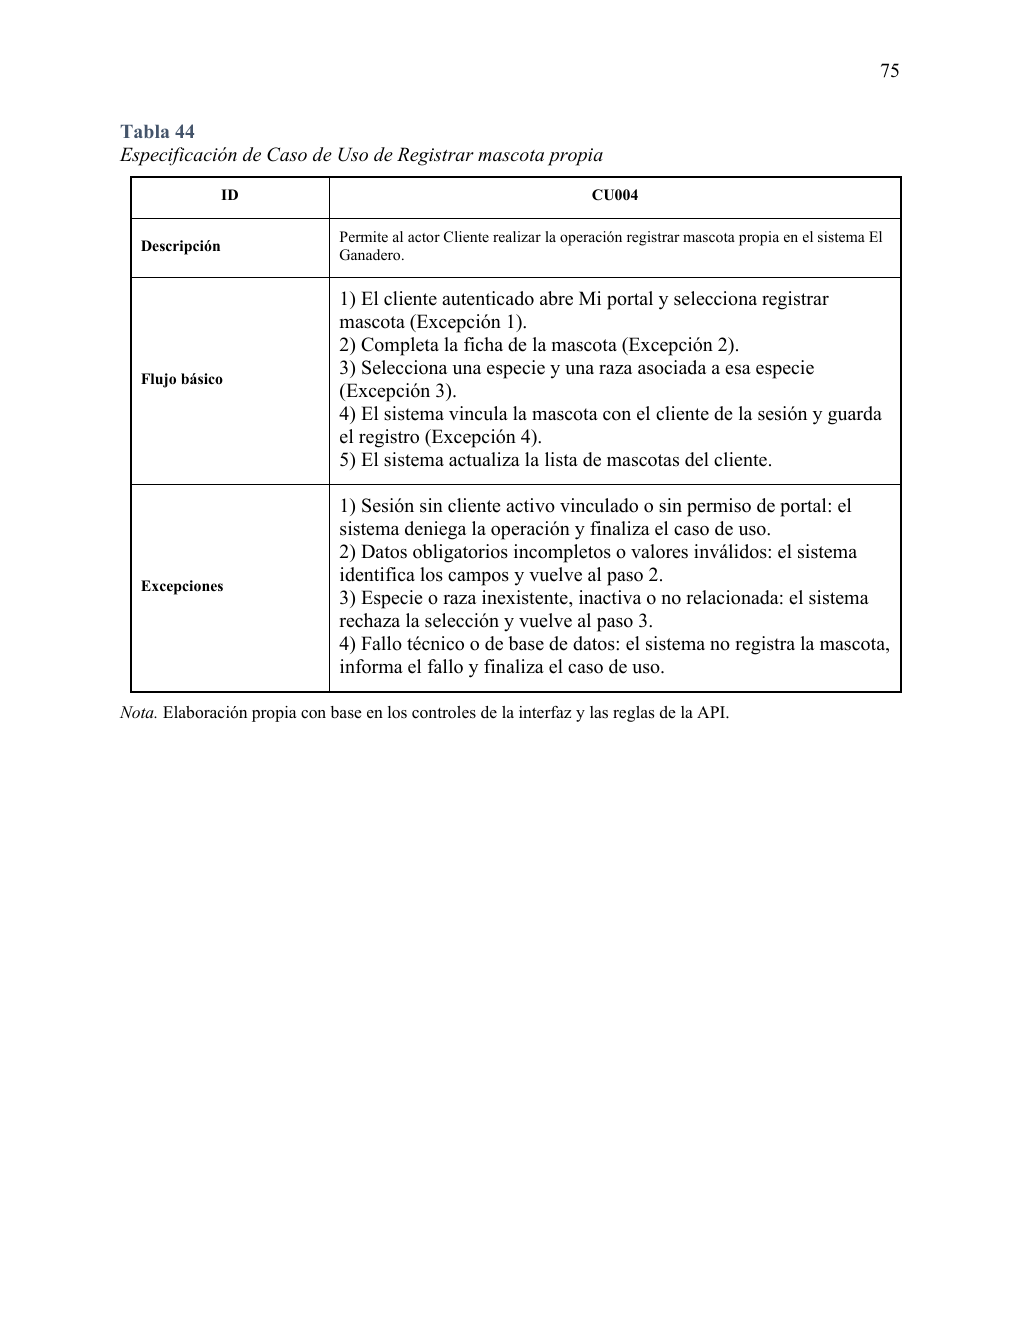 75
Tabla 44
Especificación de Caso de Uso de Registrar mascota propia
ID
CU004
Descripción
Permite al actor Cliente realizar la operación registrar mascota propia en el sistema El
Ganadero.
Flujo básico
1) El cliente autenticado abre Mi portal y selecciona registrar
mascota (Excepción 1).
2) Completa la ficha de la mascota (Excepción 2).
3) Selecciona una especie y una raza asociada a esa especie
(Excepción 3).
4) El sistema vincula la mascota con el cliente de la sesión y guarda
el registro (Excepción 4).
5) El sistema actualiza la lista de mascotas del cliente.
Excepciones
1) Sesión sin cliente activo vinculado o sin permiso de portal: el
sistema deniega la operación y finaliza el caso de uso.
2) Datos obligatorios incompletos o valores inválidos: el sistema
identifica los campos y vuelve al paso 2.
3) Especie o raza inexistente, inactiva o no relacionada: el sistema
rechaza la selección y vuelve al paso 3.
4) Fallo técnico o de base de datos: el sistema no registra la mascota,
informa el fallo y finaliza el caso de uso.
Nota. Elaboración propia con base en los controles de la interfaz y las reglas de la API.